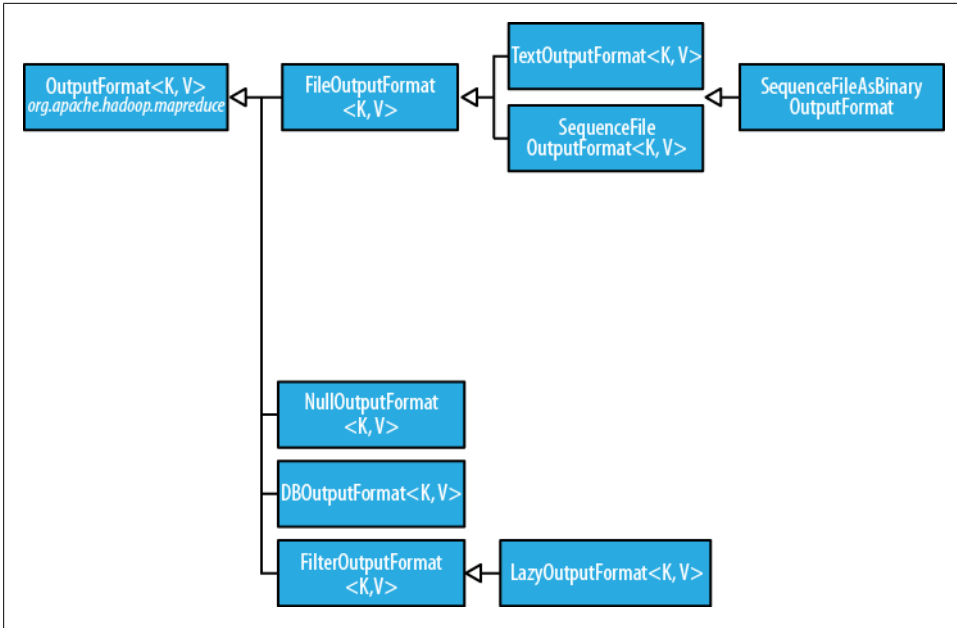 OutputFormat<K, V>
org.apache.hadoop.mapreduce
FileOutputFormat
<K, V>
TextOutputFormat<K, V>
SequenceFile
OutputFormat<K, V>
SequenceFileAsBinary
OutputFormat
NullOutputFormat
<K, V>
DBOutputFormat<K, V>
FilterOutputFormat
<K,V>
LazyOutputFormat<K, V>